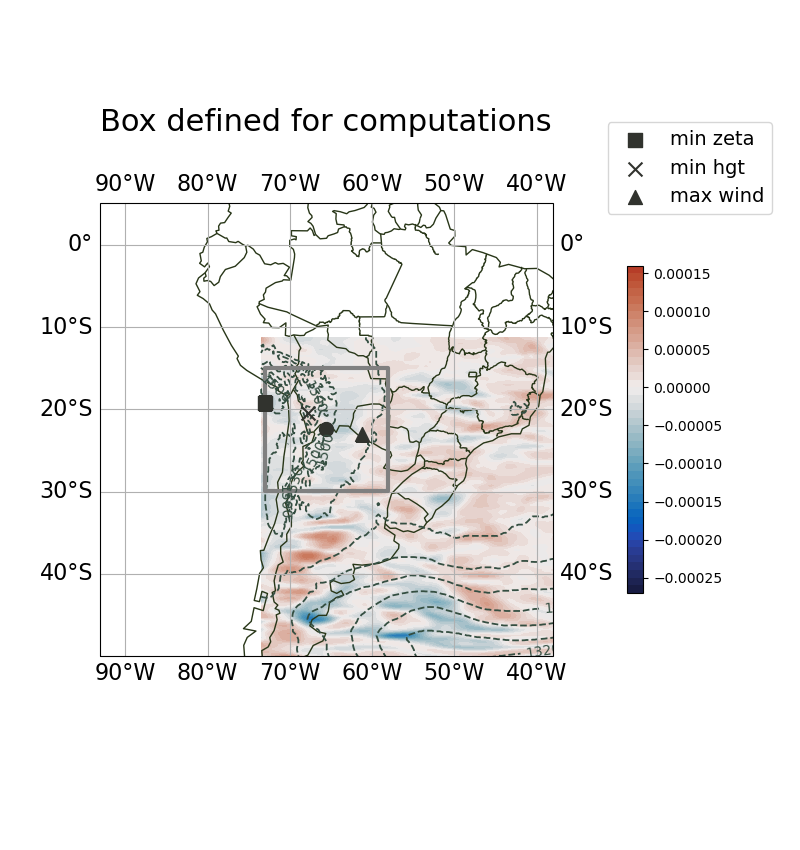 Box defined for computations
min zeta
min hgt
max wind
90°W 80°W 70°W 60°W 50°W 40°W
0° 0°
10°S 10°S
20°S 20°S
30°S 30°S
40°S 40°S
90°W 80°W 70°W 60°W 50°W 40°W
0.00015
0.00010
0.00005
0.00000
−0.00005
−0.00010
−0.00015
−0.00020
−0.00025
1
132